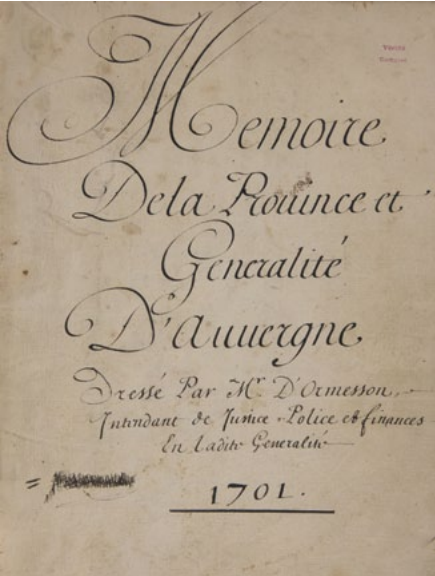 Memoire
Dela Prouince et
Generalité
D'auuergne
Dressé Par Mr. D'Ormesson
Intendant de Justice Police et finances
En Ladite Generalité
1701.